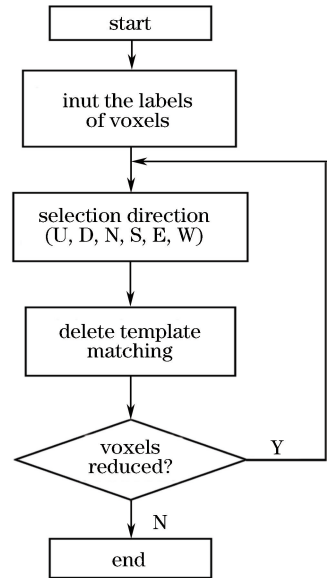 start
inut the labels
of voxels
selection direction
(U, D, N, S, E, W)
delete template
matching
voxels
reduced?
Y
N
end